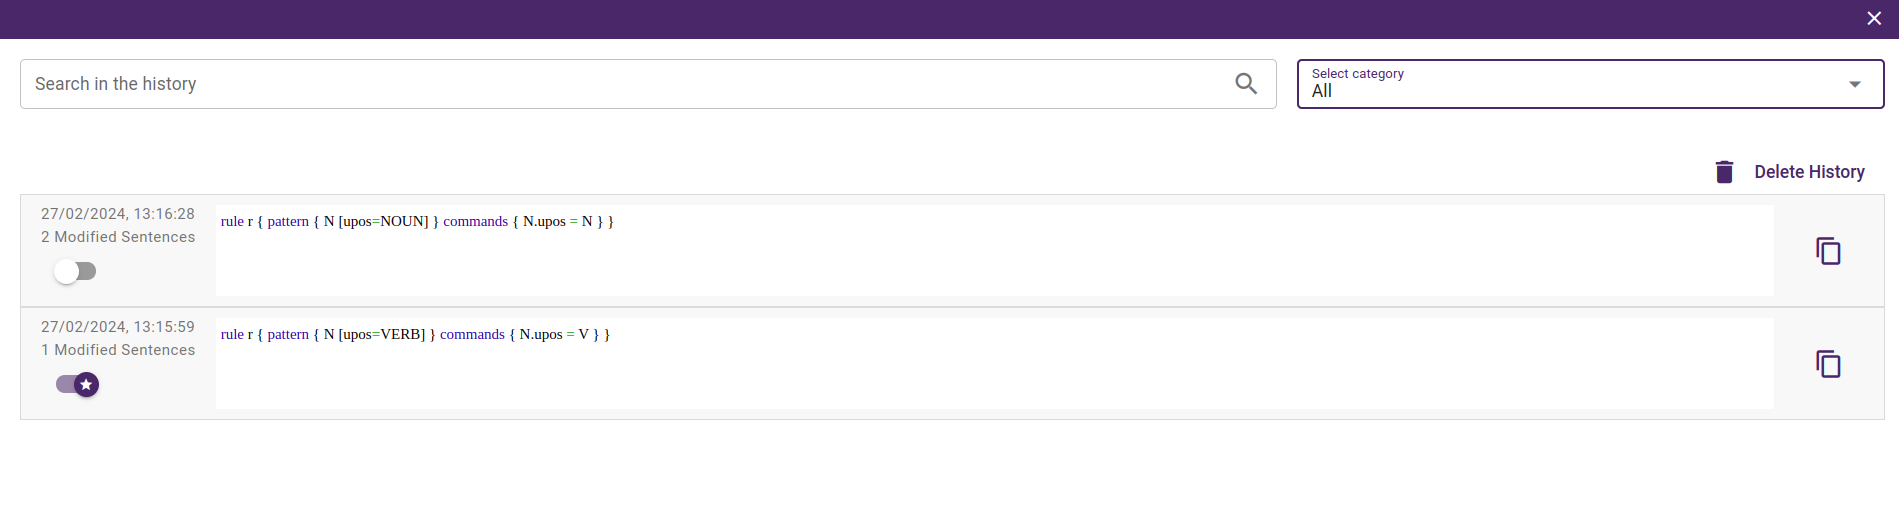 Search in the history
Select category
All
Delete History
27/02/2024, 13:16:28
2 Modified Sentences
rule r { pattern { N [upos=NOUN] } commands { N.upos = N } }
27/02/2024, 13:15:59
1 Modified Sentences
rule r { pattern { N [upos=VERB] } commands { N.upos = V } }